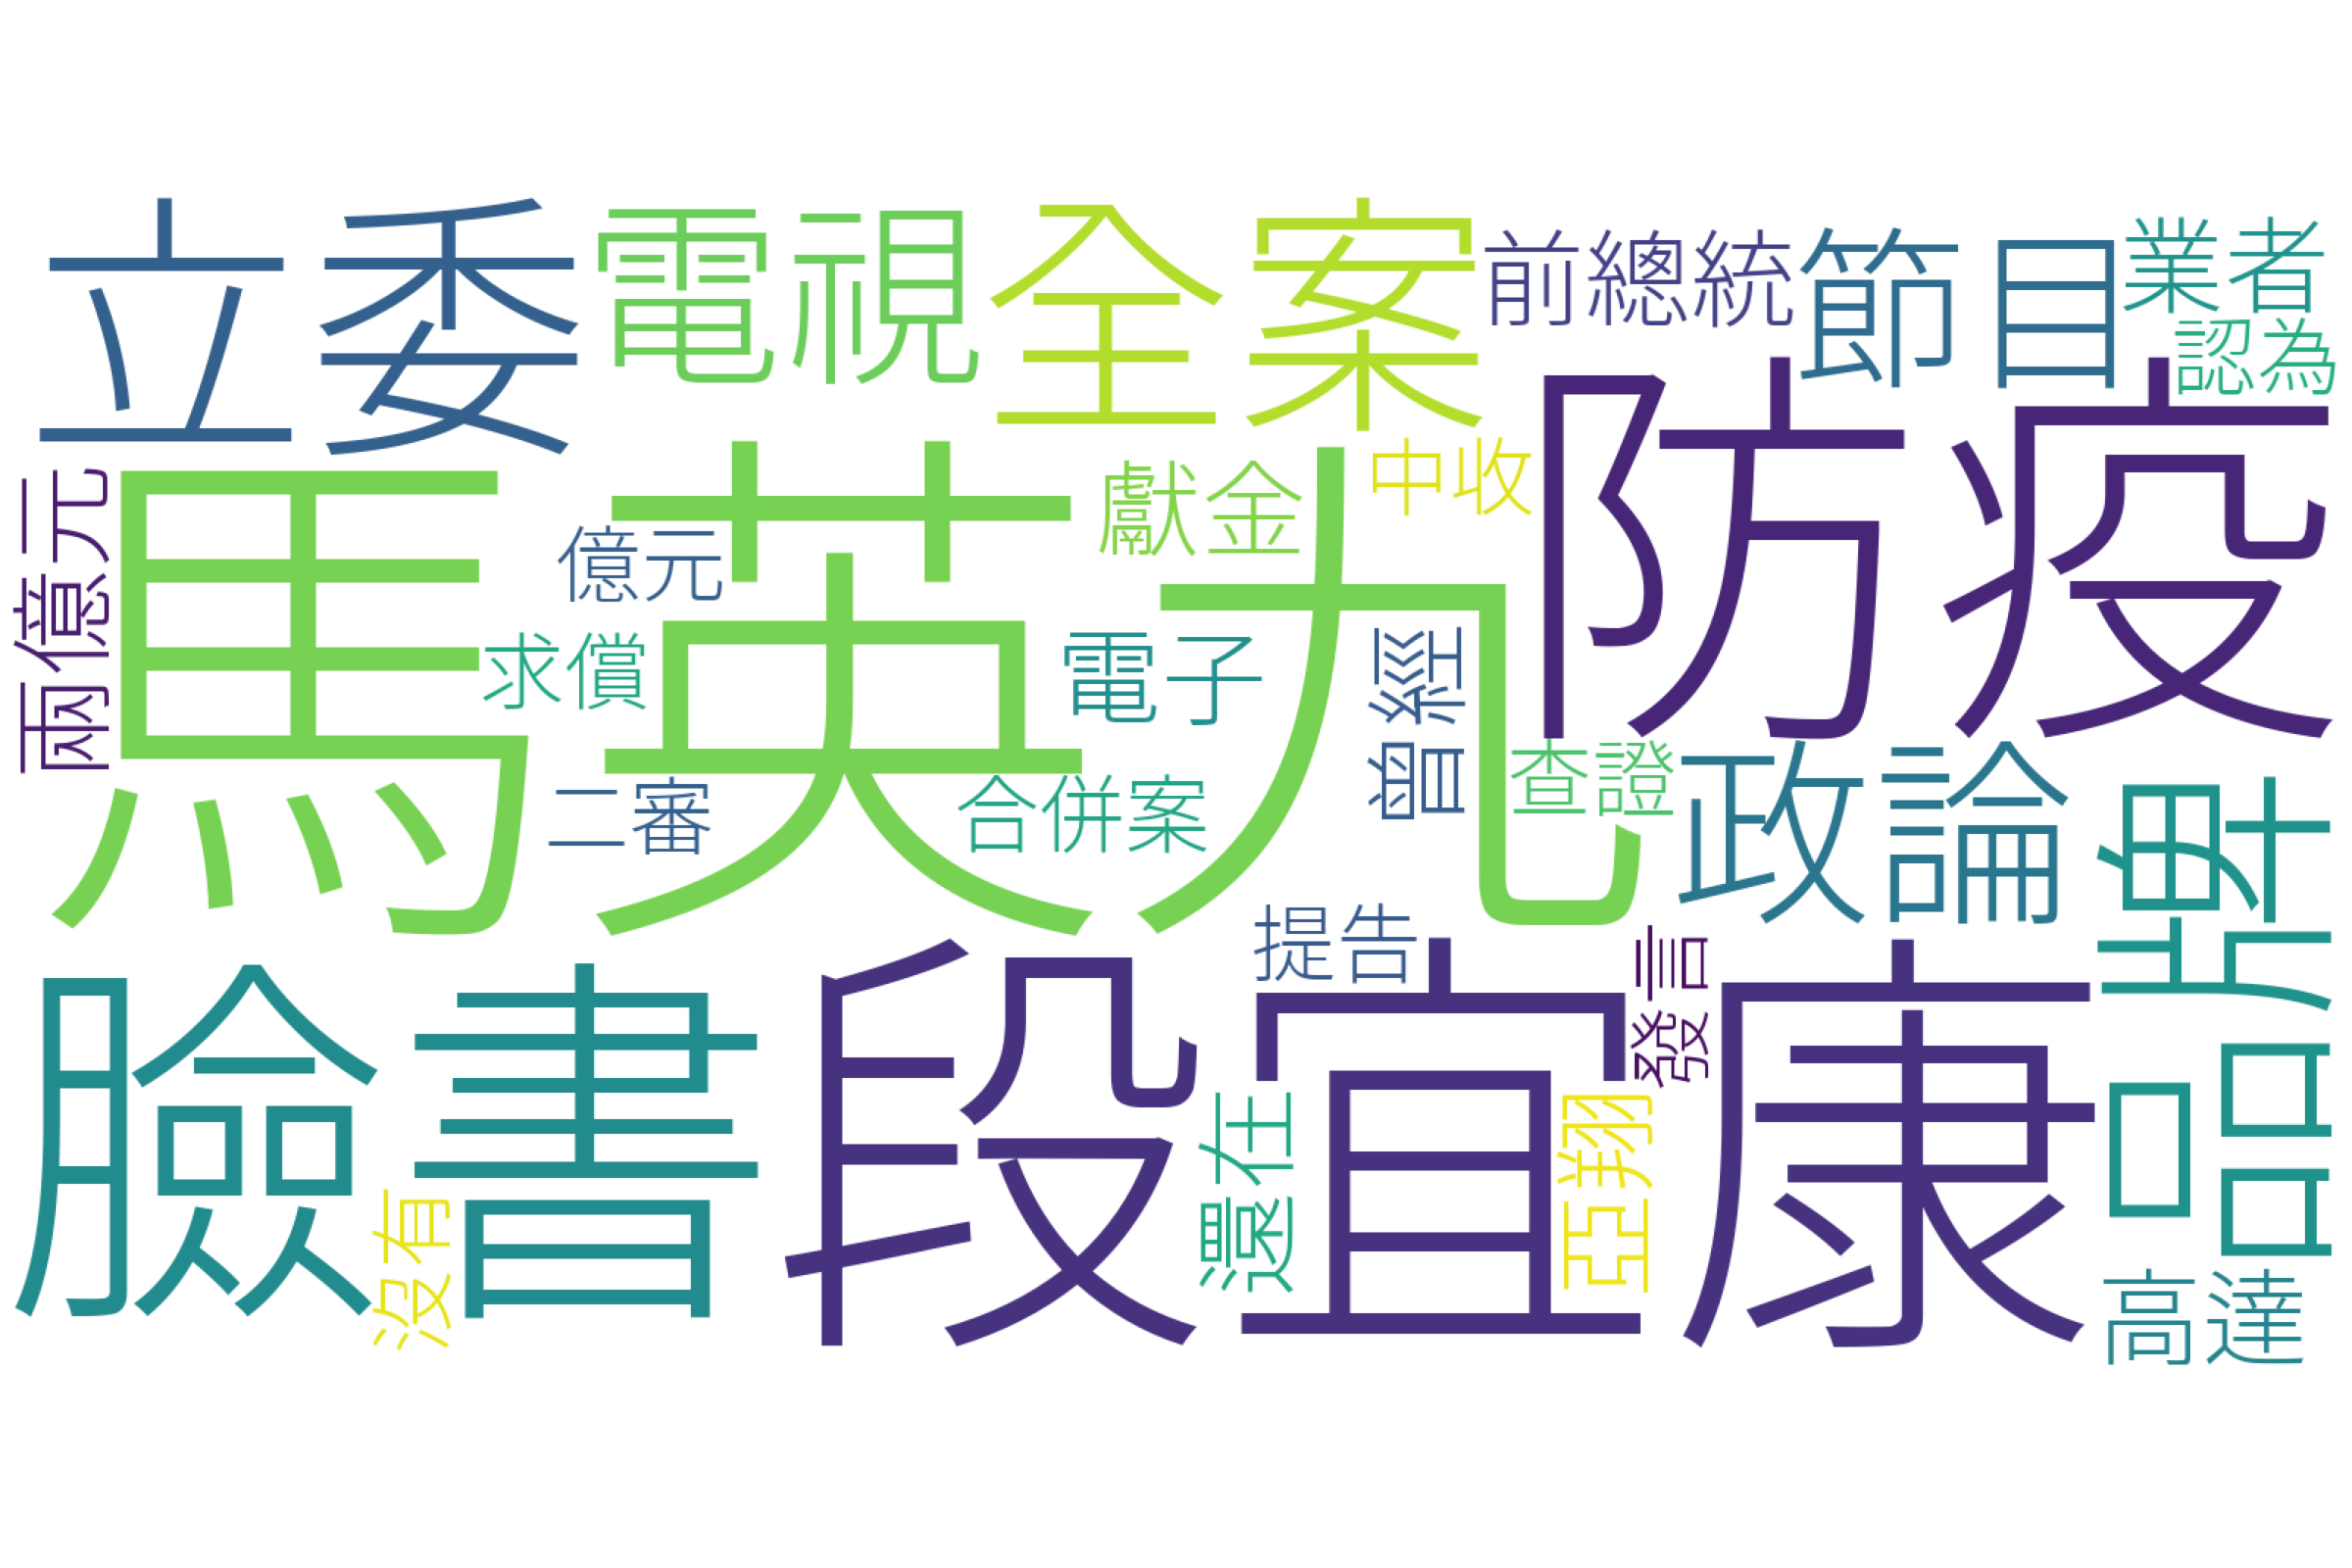 立委
電視
全案
前總統
節目
業者
認為
兩億元
馬英九
億元
獻金
中收
防疫
求償
電子
曾經
查證
政論
品牌
二審
合併案
提告
發言
臉書
段宜康
還在
亞翔
沒有
高達